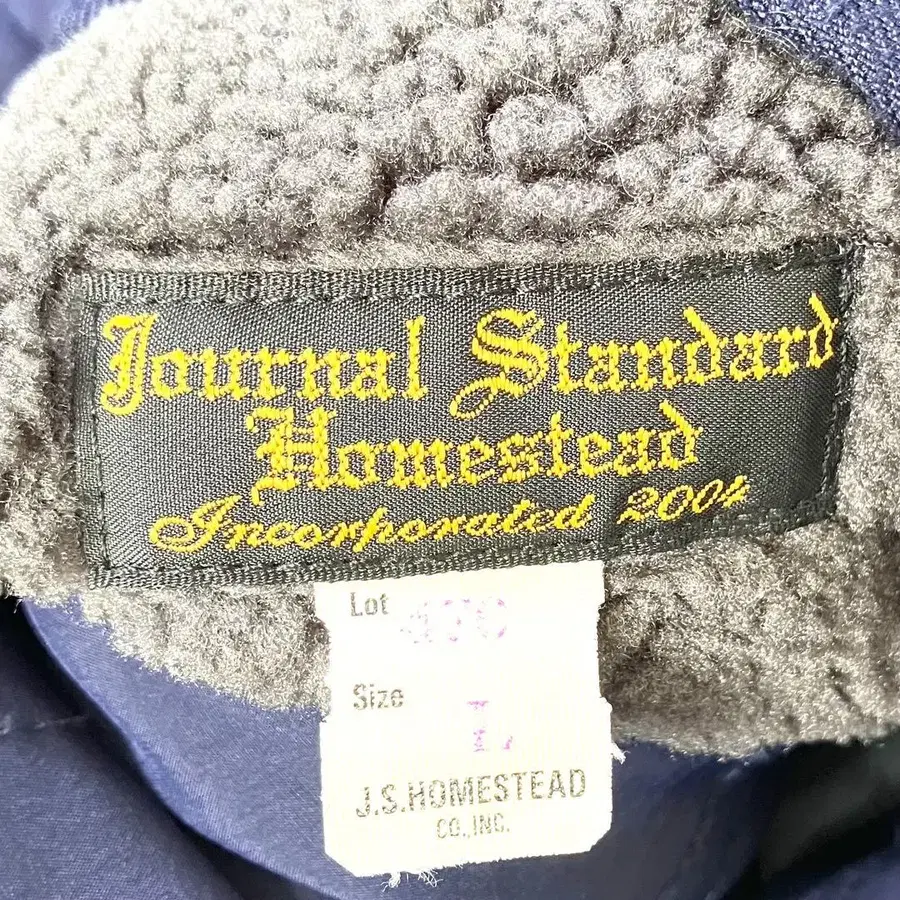 Journal Standard
Homestead
Incorporated 2004
Lot
Size L
J.S.HOMESTEAD
CO.,INC.